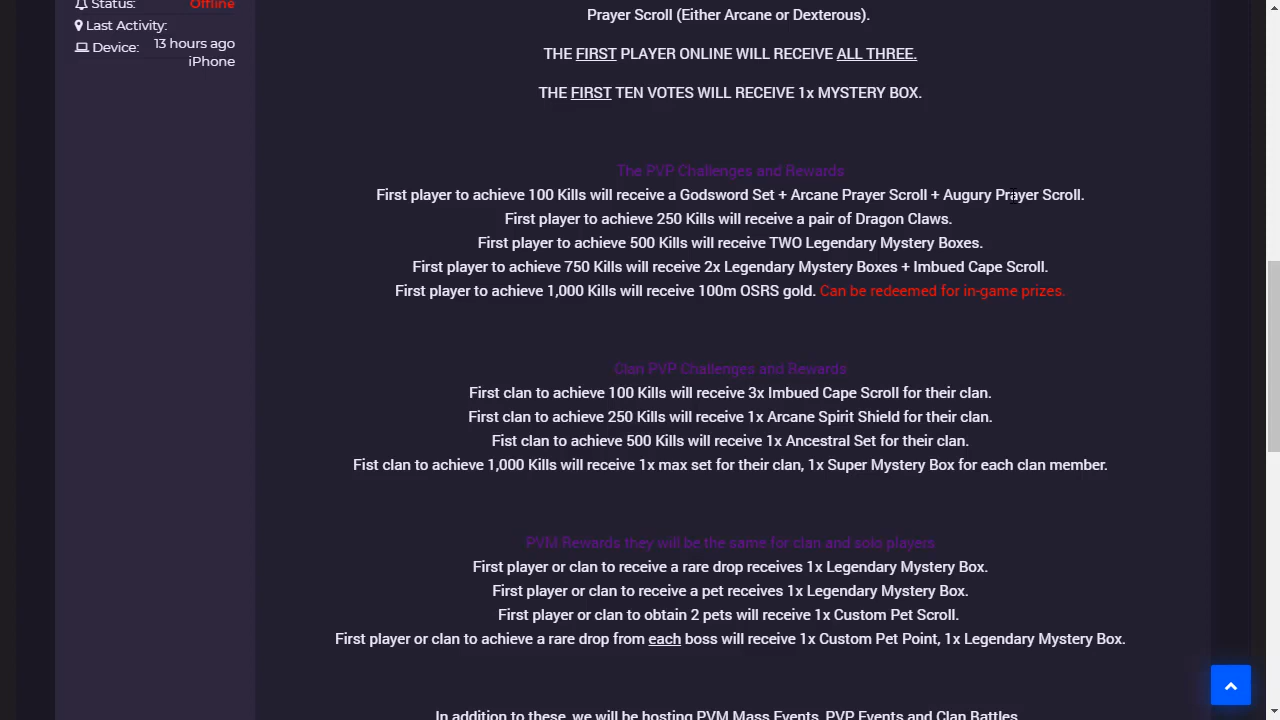 Status: Offline
Last Activity:
13 hours ago
Device: iPhone
Prayer Scroll (Either Arcane or Dexterous).
THE FIRST PLAYER ONLINE WILL RECEIVE ALL THREE.
THE FIRST TEN VOTES WILL RECEIVE 1x MYSTERY BOX.
The PVP Challenges and Rewards
First player to achieve 100 Kills will receive a Godsword Set + Arcane Prayer Scroll + Augury Prayer Scroll.
First player to achieve 250 Kills will receive a pair of Dragon Claws.
First player to achieve 500 Kills will receive TWO Legendary Mystery Boxes.
First player to achieve 750 Kills will receive 2x Legendary Mystery Boxes + Imbued Cape Scroll.
First player to achieve 1,000 Kills will receive 100m OSRS gold. Can be redeemed for in-game prizes.
Clan PVP Challenges and Rewards
First clan to achieve 100 Kills will receive 3x Imbued Cape Scroll for their clan.
First clan to achieve 250 Kills will receive 1x Arcane Spirit Shield for their clan.
Fist clan to achieve 500 Kills will receive 1x Ancestral Set for their clan.
Fist clan to achieve 1,000 Kills will receive 1x max set for their clan, 1x Super Mystery Box for each clan member.
PVM Rewards they will be the same for clan and solo players
First player or clan to receive a rare drop receives 1x Legendary Mystery Box.
First player or clan to receive a pet receives 1x Legendary Mystery Box.
First player or clan to obtain 2 pets will receive 1x Custom Pet Scroll.
First player or clan to achieve a rare drop from each boss will receive 1x Custom Pet Point, 1x Legendary Mystery Box.
In addition to these, we will be hosting PVM Mass Events, PVP Events and Clan Battles